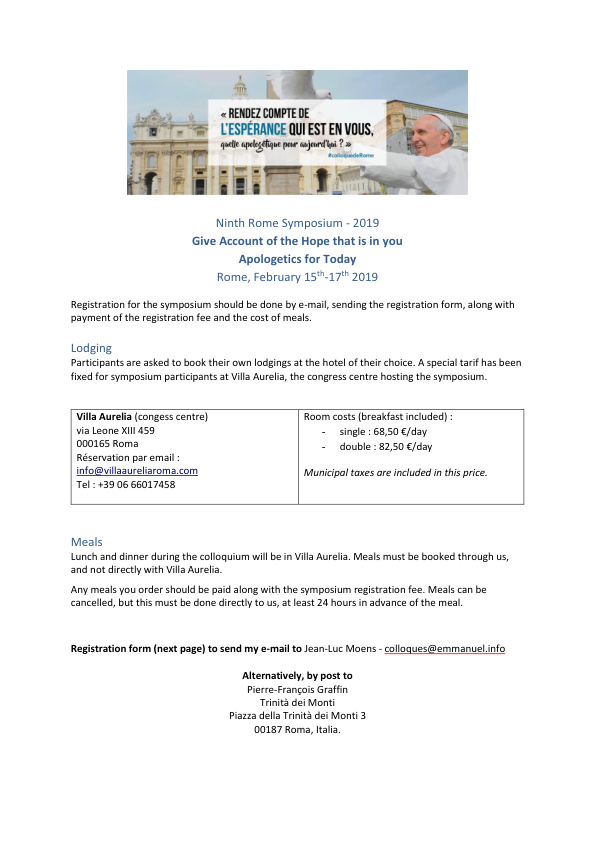 « RENDEZ COMPTE DE
L'ESPÉRANCE QUI EST EN VOUS,
quelle apologétique pour aujourd'hui ? »
#colloquedeRome
Ninth Rome Symposium - 2019
Give Account of the Hope that is in you
Apologetics for Today
Rome, February 15th-17th 2019
Registration for the symposium should be done by e-mail, sending the registration form, along with
payment of the registration fee and the cost of meals.
Lodging
Participants are asked to book their own lodgings at the hotel of their choice. A special tarif has been
fixed for symposium participants at Villa Aurelia, the congress centre hosting the symposium.
Villa Aurelia (congess centre)
via Leone XIII 459
000165 Roma
Réservation par email :
info@villaaureliaroma.com
Tel : +39 06 66017458
Room costs (breakfast included) :
- single : 68,50 €/day
- double : 82,50 €/day
Municipal taxes are included in this price.
Meals
Lunch and dinner during the colloquium will be in Villa Aurelia. Meals must be booked through us,
and not directly with Villa Aurelia.
Any meals you order should be paid along with the symposium registration fee. Meals can be
cancelled, but this must be done directly to us, at least 24 hours in advance of the meal.
Registration form (next page) to send my e-mail to Jean-Luc Moens - colloques@emmanuel.info
Alternatively, by post to
Pierre-François Graffin
Trinità dei Monti
Piazza della Trinità dei Monti 3
00187 Roma, Italia.